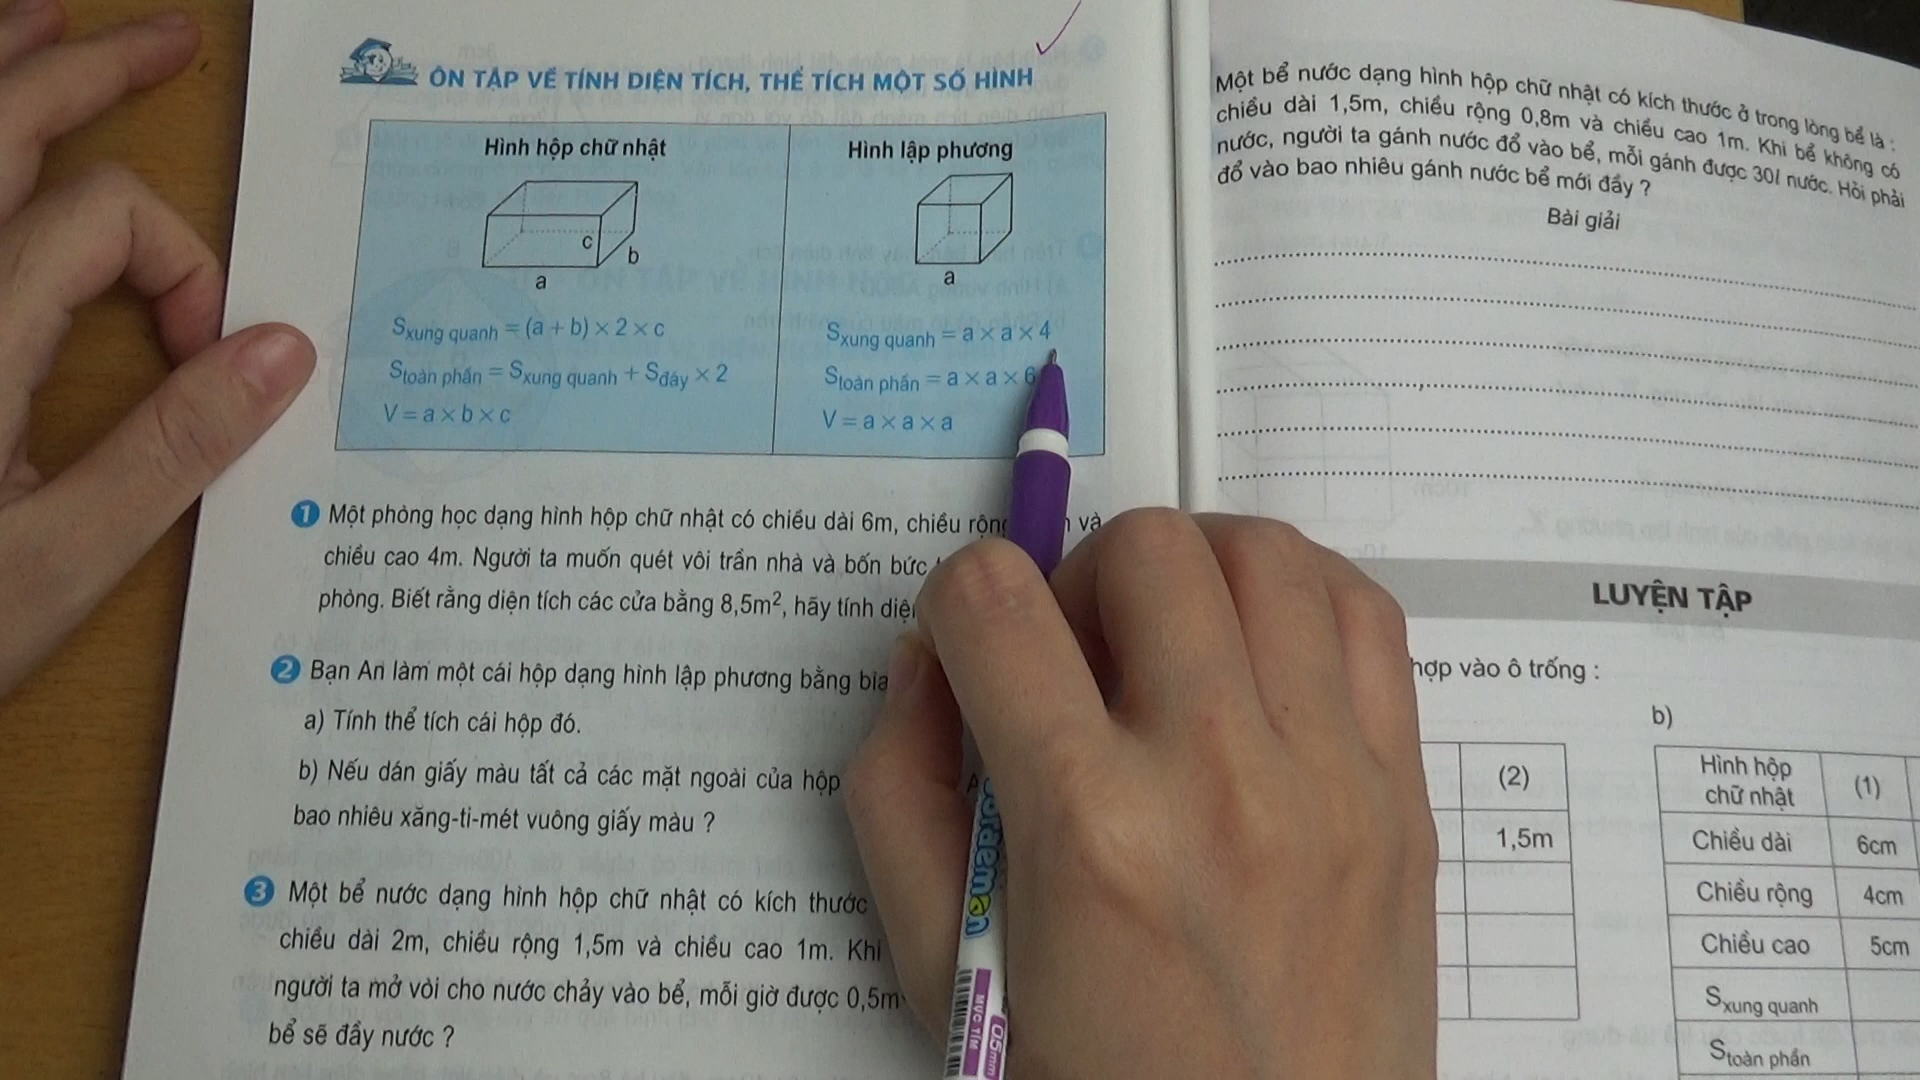 ÔN TẬP VỀ TÍNH DIỆN TÍCH, THỂ TÍCH MỘT SỐ HÌNH
Hình hộp chữ nhật
c
b
a
Sxung quanh = (a + b) × 2 × c
Stoàn phần = Sxung quanh + Sđáy × 2
V = a × b × c
Hình lập phương
a
Sxung quanh = a × a × 4
Stoàn phần = a × a × 6
V = a × a × a
1 Một phòng học dạng hình hộp chữ nhật có chiều dài 6m, chiều rộng và
chiều cao 4m. Người ta muốn quét vôi trần nhà và bốn bức
phòng. Biết rằng diện tích các cửa bằng 8,5m², hãy tính
2 Bạn An làm một cái hộp dạng hình lập phương bằng bìa
a) Tính thể tích cái hộp đó.
b) Nếu dán giấy màu tất cả các mặt ngoài của hộp
bao nhiêu xăng-ti-mét vuông giấy màu ?
3 Một bể nước dạng hình hộp chữ nhật có kích thước
chiều dài 2m, chiều rộng 1,5m và chiều cao 1m. Khi
người ta mở vòi cho nước chảy vào bể, mỗi giờ được 0,5m
bể sẽ đầy nước ?
Doraemon
MỰC TÍM
05mm
Một bể nước dạng hình hộp chữ nhật có kích thước ở trong lòng bể là :
chiều dài 1,5m, chiều rộng 0,8m và chiều cao 1m. Khi bể không có
nước, người ta gánh nước đổ vào bể, mỗi gánh được 30l nước. Hỏi phải
đổ vào bao nhiêu gánh nước bể mới đầy ?
Bài giải
LUYỆN TẬP
hợp vào ô trống :
(2)
1,5m
b)
Hình hộp chữ nhật (1)
Chiều dài 6cm
Chiều rộng 4cm
Chiều cao 5cm
Sxung quanh
Stoàn phần